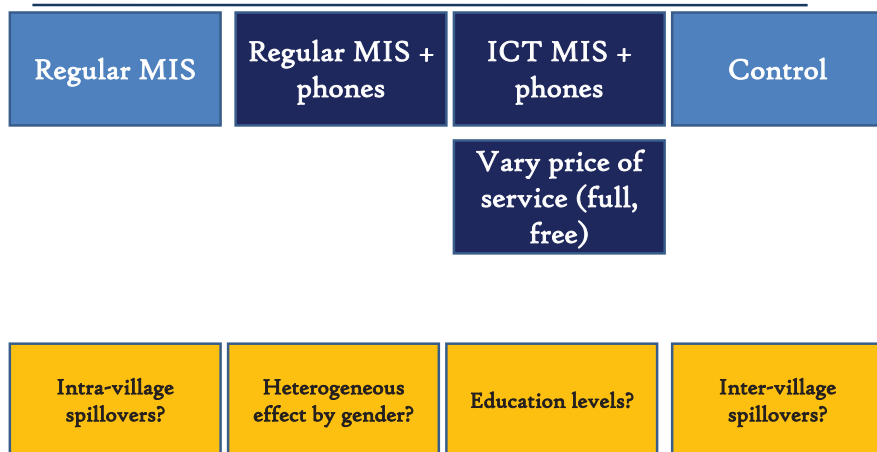 Regular MIS
Regular MIS +
phones
ICT MIS +
phones
Control
Vary price of
service (full,
free)
Intra-village
spillovers?
Heterogeneous
effect by gender?
Education levels?
Inter-village
spillovers?